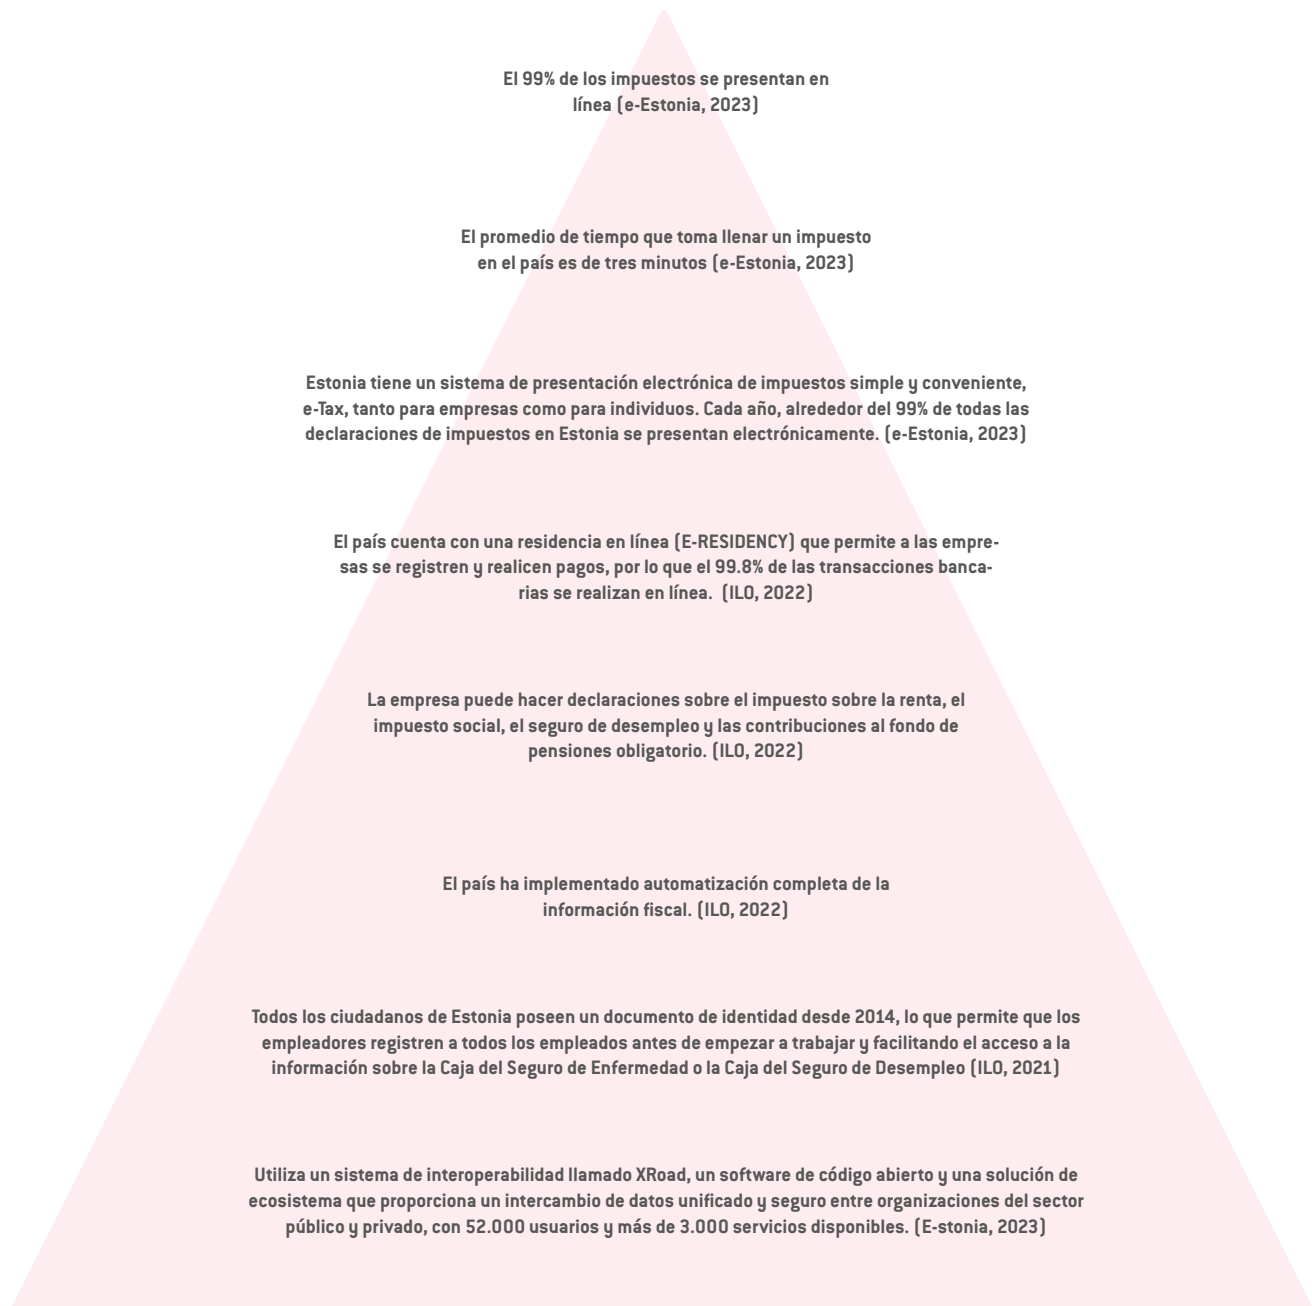 El 99% de los impuestos se presentan en
línea (e-Estonia, 2023)
El promedio de tiempo que toma llenar un impuesto
en el país es de tres minutos (e-Estonia, 2023)
Estonia tiene un sistema de presentación electrónica de impuestos simple y conveniente,
e-Tax, tanto para empresas como para individuos. Cada año, alrededor del 99% de todas las
declaraciones de impuestos en Estonia se presentan electrónicamente. (e-Estonia, 2023)
El país cuenta con una residencia en línea (E-RESIDENCY) que permite a las empre-
sas se registren y realicen pagos, por lo que el 99.8% de las transacciones banca-
rias se realizan en línea. (ILO, 2022)
La empresa puede hacer declaraciones sobre el impuesto sobre la renta, el
impuesto social, el seguro de desempleo y las contribuciones al fondo de
pensiones obligatorio. (ILO, 2022)
El país ha implementado automatización completa de la
información fiscal. (ILO, 2022)
Todos los ciudadanos de Estonia poseen un documento de identidad desde 2014, lo que permite que los
empleadores registren a todos los empleados antes de empezar a trabajar y facilitando el acceso a la
información sobre la Caja del Seguro de Enfermedad o la Caja del Seguro de Desempleo (ILO, 2021)
Utiliza un sistema de interoperabilidad llamado XRoad, un software de código abierto y una solución de
ecosistema que proporciona un intercambio de datos unificado y seguro entre organizaciones del sector
público y privado, con 52.000 usuarios y más de 3.000 servicios disponibles. (E-stonia, 2023)